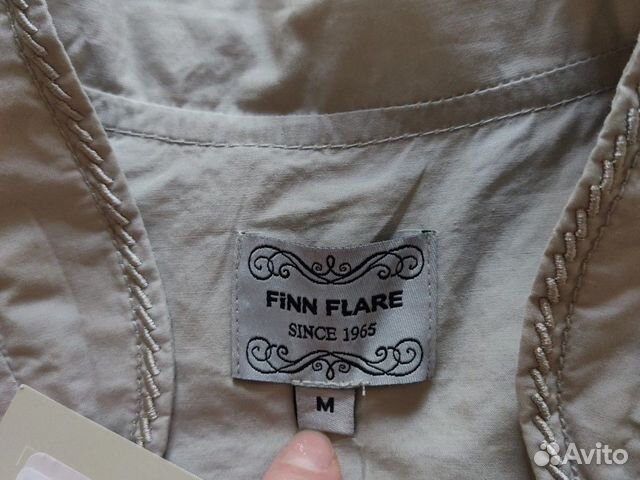 FiNN FLARE
SINCE 1965
M
Avito